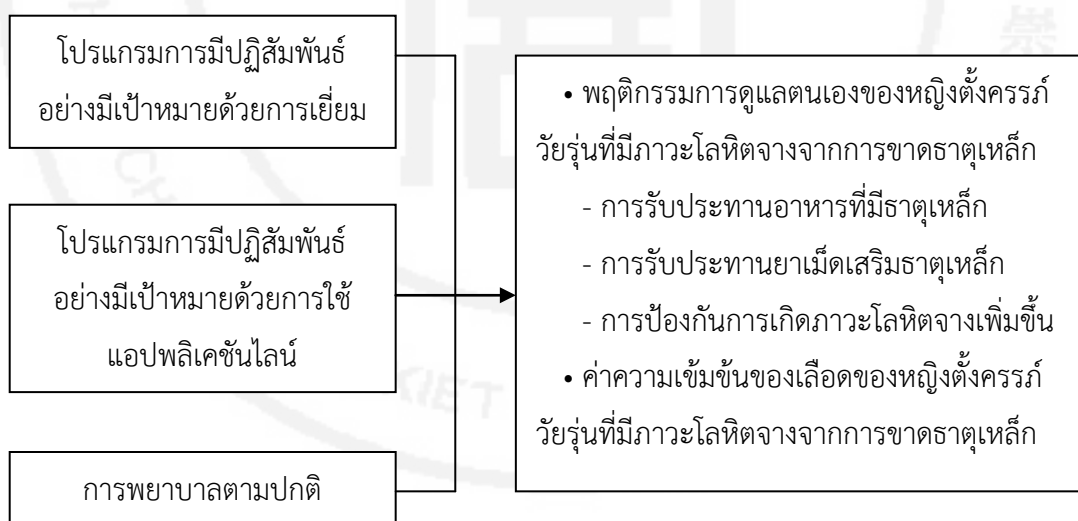 โปรแกรมการมีปฏิสัมพันธ์
อย่างมีเป้าหมายด้วยการเยี่ยม
โปรแกรมการมีปฏิสัมพันธ์
อย่างมีเป้าหมายด้วยการใช้
แอปพลิเคชันไลน์
การพยาบาลตามปกติ
• พฤติกรรมการดูแลตนเองของหญิงตั้งครรภ์
วัยรุ่นที่มีภาวะโลหิตจางจากการขาดธาตุเหล็ก
- การรับประทานอาหารที่มีธาตุเหล็ก
- การรับประทานยาเม็ดเสริมธาตุเหล็ก
- การป้องกันการเกิดภาวะโลหิตจางเพิ่มขึ้น
• ค่าความเข้มข้นของเลือดของหญิงตั้งครรภ์
วัยรุ่นที่มีภาวะโลหิตจางจากการขาดธาตุเหล็ก